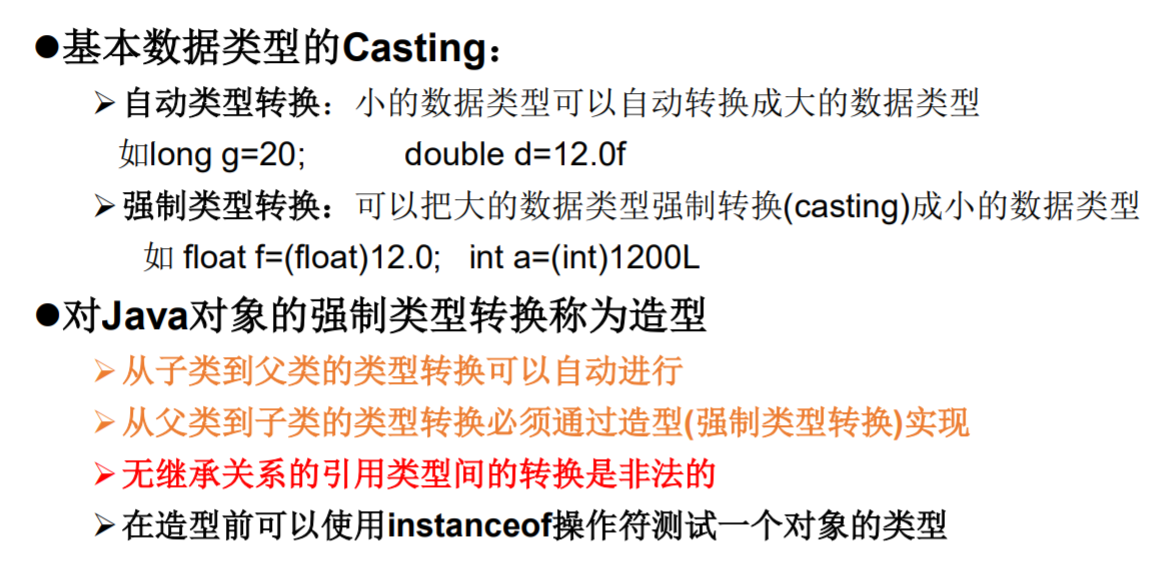 ●基本数据类型的Casting：
➢自动类型转换：小的数据类型可以自动转换成大的数据类型
如long g=20; double d=12.0f
➢强制类型转换：可以把大的数据类型强制转换(casting)成小的数据类型
如 float f=(float)12.0; int a=(int)1200L
●对Java对象的强制类型转换称为造型
➢从子类到父类的类型转换可以自动进行
➢从父类到子类的类型转换必须通过造型(强制类型转换)实现
➢无继承关系的引用类型间的转换是非法的
➢在造型前可以使用instanceof操作符测试一个对象的类型